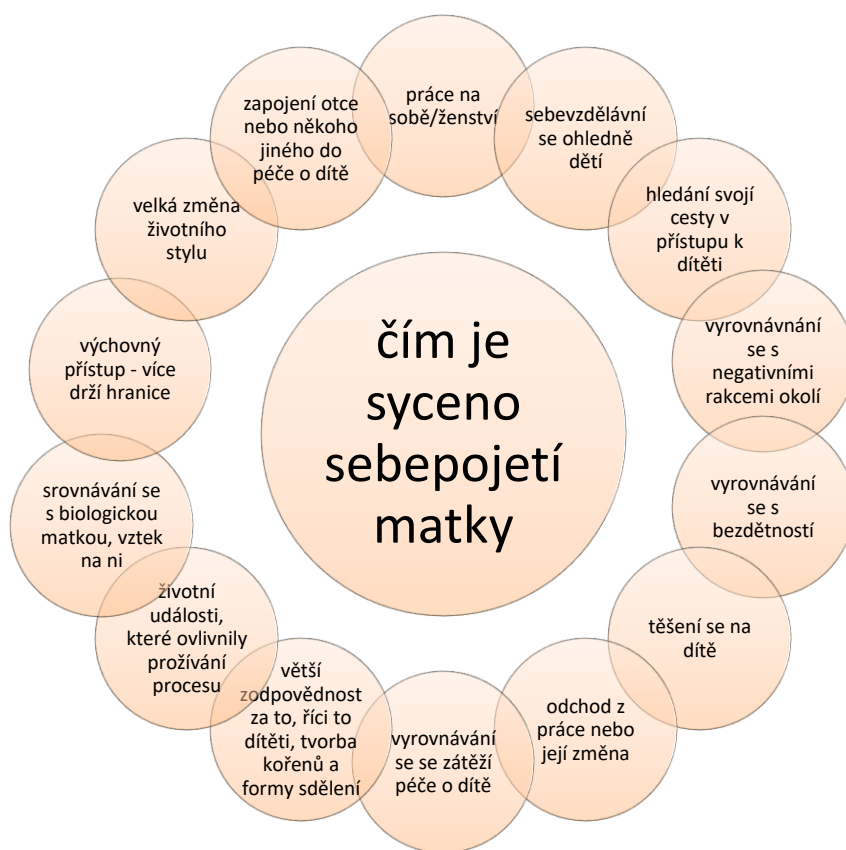 práce na
sobě/ženství
sebevzdělávní
se ohledně
dětí
hledání svojí
cesty v
přístupu k
dítěti
vyrovnávnání
se s
negativními
rakcemi okolí
vyrovnávání
se s
bezdětností
těšení se na
dítě
odchod z
práce nebo
její změna
vyrovnávání
se se zátěží
péče o dítě
větší
zodpovědnost
za to, říci to
dítěti, tvorba
kořenů a
formy sdělení
životní
události,
které ovlivnily
prožívání
procesu
srovnávání se
s biologickou
matkou, vztek
na ni
výchovný
přístup - více
drží hranice
velká změna
životního
stylu
zapojení otce
nebo někoho
jiného do
péče o dítě
čím je
syceno
sebepojetí
matky